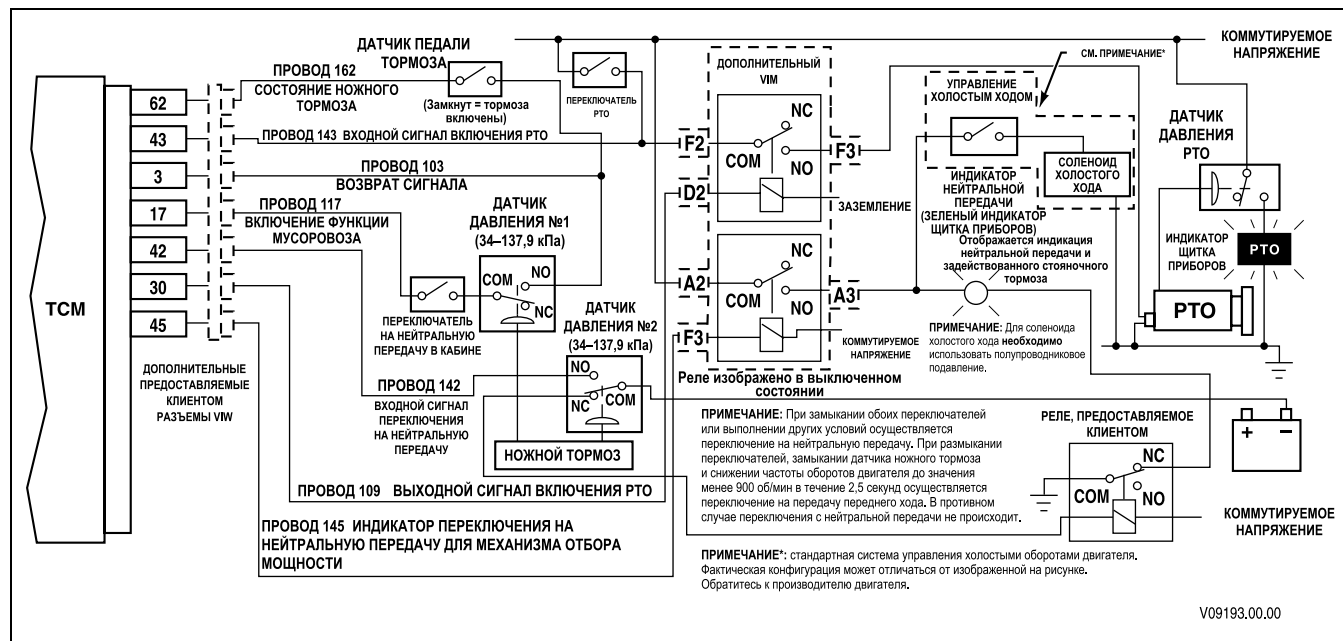 КОММУТИРУЕМОЕ
НАПРЯЖЕНИЕ
ДАТЧИК ПЕДАЛИ
ТОРМОЗА
ПРОВОД 162
СОСТОЯНИЕ НОЖНОГО
ТОРМОЗА
(Замкнут = тормоза
включены)
ПЕРЕКЛЮЧАТЕЛЬ
РТО
ДОПОЛНИТЕЛЬНЫЙ
VIM
СМ. ПРИМЕЧАНИЕ*
УПРАВЛЕНИЕ
ХОЛОСТЫМ ХОДОМ
ДАТЧИК
ДАВЛЕНИЯ
РТО
62
43
3
17
42
30
45
TCM
ПРОВОД 143 ВХОДНОЙ СИГНАЛ ВКЛЮЧЕНИЯ РТО
F2
COM
NC
NO
F3
СОЛЕНОИД
ХОЛОСТОГО
ХОДА
ПРОВОД 103
ВОЗВРАТ СИГНАЛА
D2
ЗАЗЕМЛЕНИЕ
ИНДИКАТОР
НЕЙТРАЛЬНОЙ
ПЕРЕДАЧИ
(ЗЕЛЕНЫЙ ИНДИКАТОР
ЩИТКА ПРИБОРОВ)
Отображается индикация
нейтральной передачи и
задействованного стояночного
тормоза
ИНДИКАТОР
ЩИТКА
ПРИБОРОВ
РТО
РТО
ПРОВОД 117
ВКЛЮЧЕНИЕ ФУНКЦИИ
МУСОРОВОЗА
ДАТЧИК
ДАВЛЕНИЯ №1
(34–137,9 кПа)
COM
NO
NC
ПЕРЕКЛЮЧАТЕЛЬ
НА НЕЙТРАЛЬНУЮ
ПЕРЕДАЧУ В КАБИНЕ
ДАТЧИК
ДАВЛЕНИЯ №2
(34–137,9 кПа)
NO
NC
COM
A2
COM
NC
NO
A3
F3
КОММУТИРУЕМОЕ
НАПРЯЖЕНИЕ
ПРИМЕЧАНИЕ: Для соленоида
холостого хода необходимо
использовать полупроводниковое
подавление.
Реле изображено в выключенном
состоянии
ДОПОЛНИТЕЛЬНЫЕ
ПРЕДОСТАВЛЯЕМЫЕ
КЛИЕНТОМ
РАЗЪЕМЫ VIW
ПРОВОД 142
ВХОДНОЙ СИГНАЛ
ПЕРЕКЛЮЧЕНИЯ
НА НЕЙТРАЛЬНУЮ
ПЕРЕДАЧУ
НОЖНОЙ ТОРМОЗ
ПРИМЕЧАНИЕ: При замыкании обоих переключателей
или выполнении других условий осуществляется
переключение на нейтральную передачу. При размыкании
переключателей, замыкании датчика ножного тормоза
и снижении частоты оборотов двигателя до значения
менее 900 об/мин в течение 2,5 секунд осуществляется
переключение на передачу переднего хода. В противном
случае переключения с нейтральной передачи не происходит.
РЕЛЕ, ПРЕДОСТАВЛЯЕМОЕ
КЛИЕНТОМ
NC
COM
NO
+ −
КОММУТИРУЕМОЕ
НАПРЯЖЕНИЕ
ПРОВОД 109 ВЫХОДНОЙ СИГНАЛ ВКЛЮЧЕНИЯ РТО
ПРОВОД 145 ИНДИКАТОР ПЕРЕКЛЮЧЕНИЯ НА
НЕЙТРАЛЬНУЮ ПЕРЕДАЧУ ДЛЯ МЕХАНИЗМА ОТБОРА
МОЩНОСТИ
ПРИМЕЧАНИЕ*: стандартная система управления холостыми оборотами двигателя.
Фактическая конфигурация может отличаться от изображенной на рисунке.
Обратитесь к производителю двигателя.
V09193.00.00